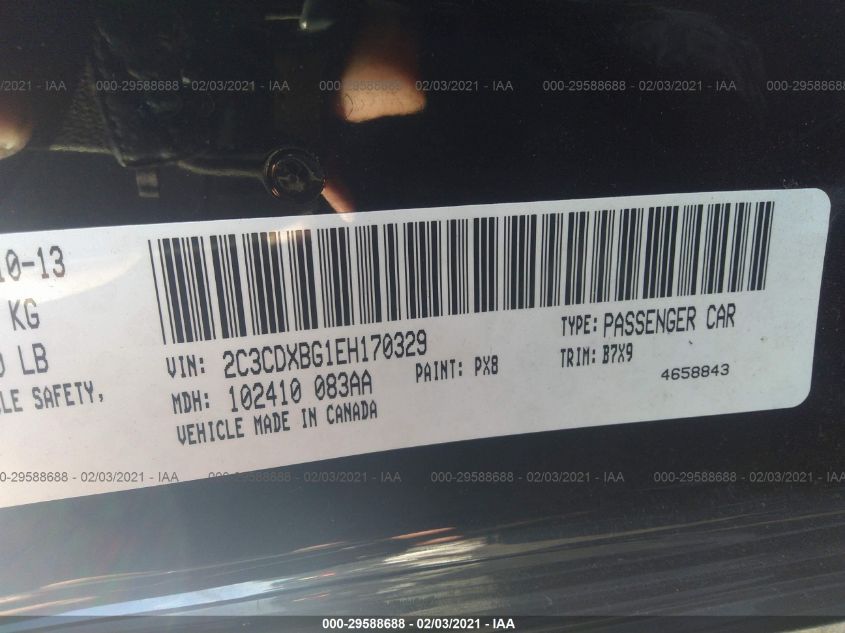 02/03/2021 - IAA 000-29588688 - 02/03/2021 - IAA 000-29588688 - 02/03/2021 - IAA 000-29588688 - 02/03/2021 - IAA 000-29588688
10-13
KG
LB
VIN: 2C3CDXBG1EH170329
TYPE: PASSENGER CAR
LE SAFETY,
MDH: 102410 083AA
PAINT: PX8
TRIM: B7X9
4658843
VEHICLE MADE IN CANADA
0-29588688 - 02/03/2021 - IAA 000-29588688 - 02/03/2021 - IAA 000-29588688 - 02/03/2021 - IAA 000-29588688 - 02/03/2021 - IAA
000-29588688 - 02/03/2021 - IAA